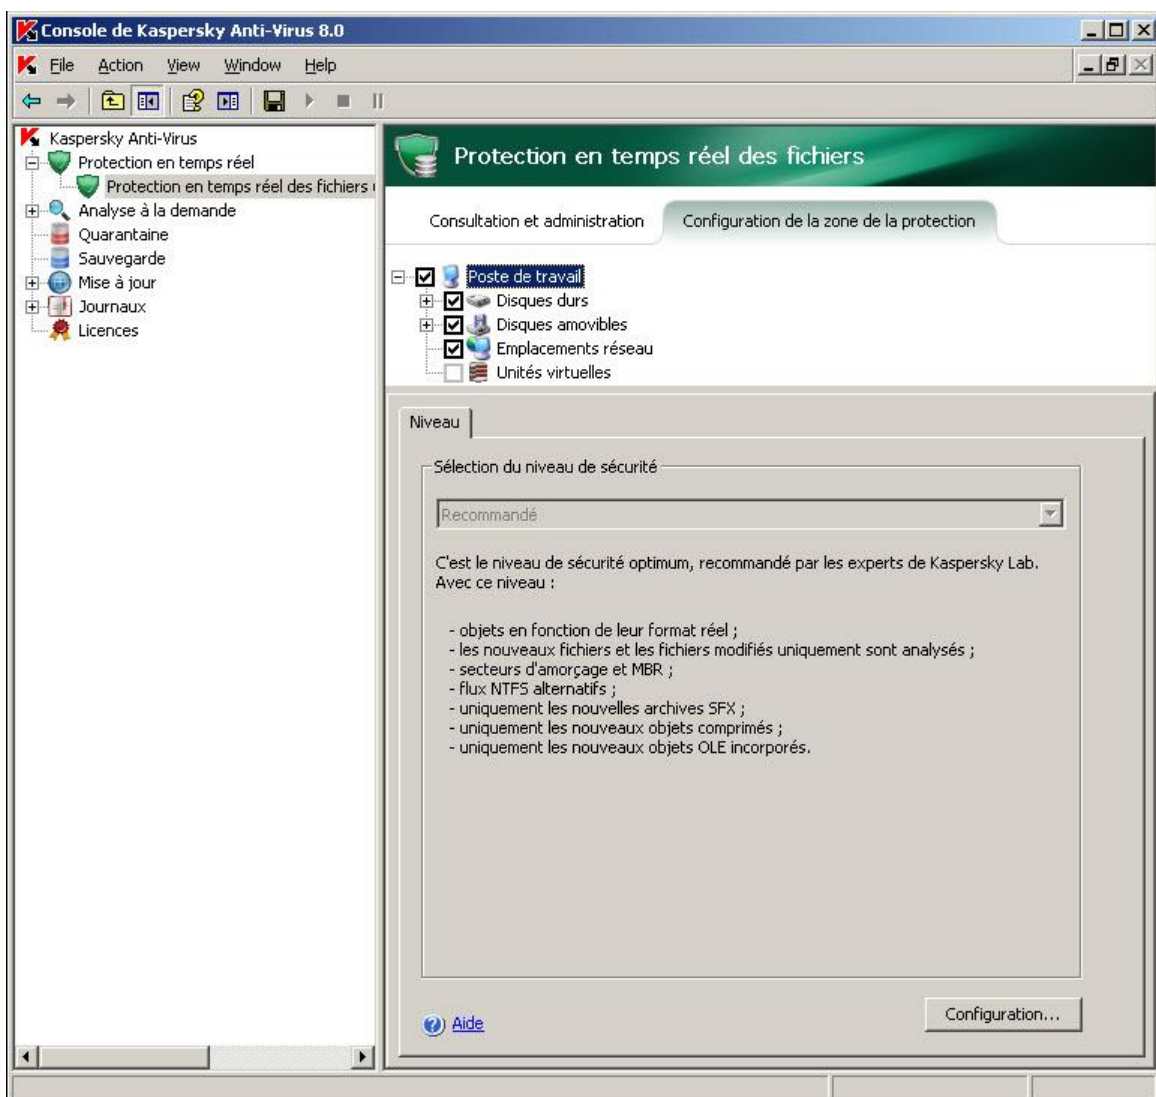 Console de Kaspersky Anti-Virus 8.0
File Action View Window Help
Kaspersky Anti-Virus
Protection en temps réel
Protection en temps réel des fichiers
Analyse à la demande
Quarantaine
Sauvegarde
Mise à jour
Journaux
Licences
Protection en temps réel des fichiers
Consultation et administration
Configuration de la zone de la protection
Poste de travail
Disques durs
Disques amovibles
Emplacements réseau
Unités virtuelles
Niveau
Sélection du niveau de sécurité
Recommandé
C'est le niveau de sécurité optimum, recommandé par les experts de Kaspersky Lab.
Avec ce niveau :
- objets en fonction de leur format réel ;
- les nouveaux fichiers et les fichiers modifiés uniquement sont analysés ;
- secteurs d'amorçage et MBR ;
- flux NTFS alternatifs ;
- uniquement les nouvelles archives SFX ;
- uniquement les nouveaux objets comprimés ;
- uniquement les nouveaux objets OLE incorporés.
Aide
Configuration...